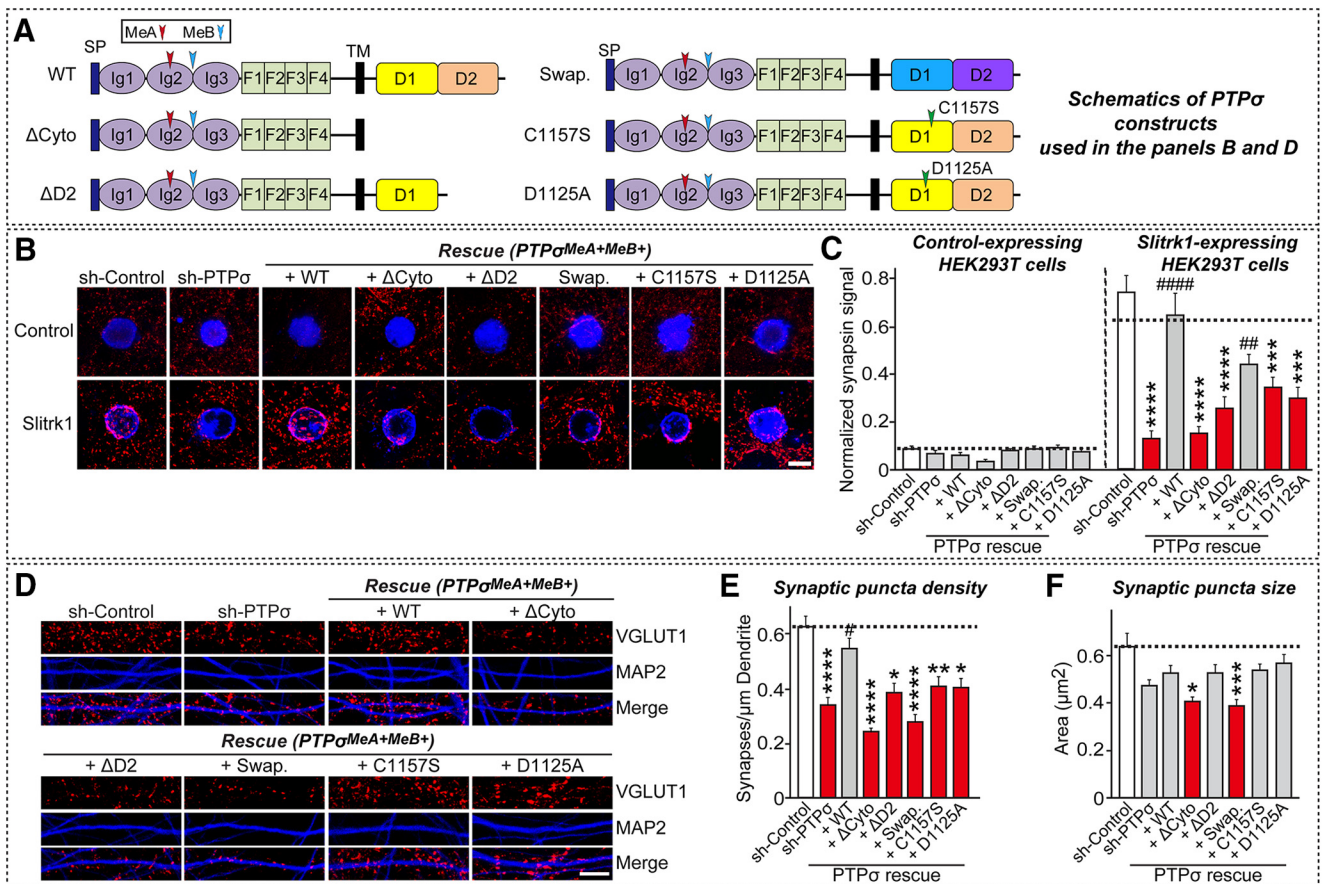 A
MeA MeB
SP TM
WT Ig1 Ig2 Ig3 F1 F2 F3 F4 D1 D2
ΔCyto Ig1 Ig2 Ig3 F1 F2 F3 F4
ΔD2 Ig1 Ig2 Ig3 F1 F2 F3 F4 D1
SP
Swap. Ig1 Ig2 Ig3 F1 F2 F3 F4 D1 D2
C1157S
C1157S Ig1 Ig2 Ig3 F1 F2 F3 F4 D1 D2
D1125A
D1125A Ig1 Ig2 Ig3 F1 F2 F3 F4 D1 D2
Schematics of PTPσ
constructs
used in the panels B and D
B
Rescue (PTPσMeA+MeB+)
sh-Control sh-PTPσ + WT + ΔCyto + ΔD2 Swap. + C1157S + D1125A
Control
Slitrk1
C
Control-expressing
HEK293T cells
Slitrk1-expressing
HEK293T cells
Normalized synapsin signal
0.8
0.6
0.4
0.2
0
####
##
****
****
****
***
***
sh-Control
sh-PTPσ
+ WT
+ ΔCyto
+ ΔD2
+ Swap.
+ C1157S
+ D1125A
PTPσ rescue
sh-Control
sh-PTPσ
+ WT
+ ΔCyto
+ ΔD2
+ Swap.
+ C1157S
+ D1125A
PTPσ rescue
D
Rescue (PTPσMeA+MeB+)
sh-Control sh-PTPσ + WT + ΔCyto
VGLUT1
MAP2
Merge
Rescue (PTPσMeA+MeB+)
+ ΔD2 + Swap. + C1157S + D1125A
VGLUT1
MAP2
Merge
E
Synaptic puncta density
Synapses/μm Dendrite
0.6
0.4
0.2
0
****
#
****
*
****
**
*
sh-Control
sh-PTPσ
+ WT
+ ΔCyto
+ ΔD2
+ Swap.
+ C1157S
+ D1125A
PTPσ rescue
F
Synaptic puncta size
Area (μm2)
0.6
0.4
0.2
0
*
***
sh-Control
sh-PTPσ
+ WT
+ ΔCyto
+ ΔD2
+ Swap.
+ C1157S
+ D1125A
PTPσ rescue